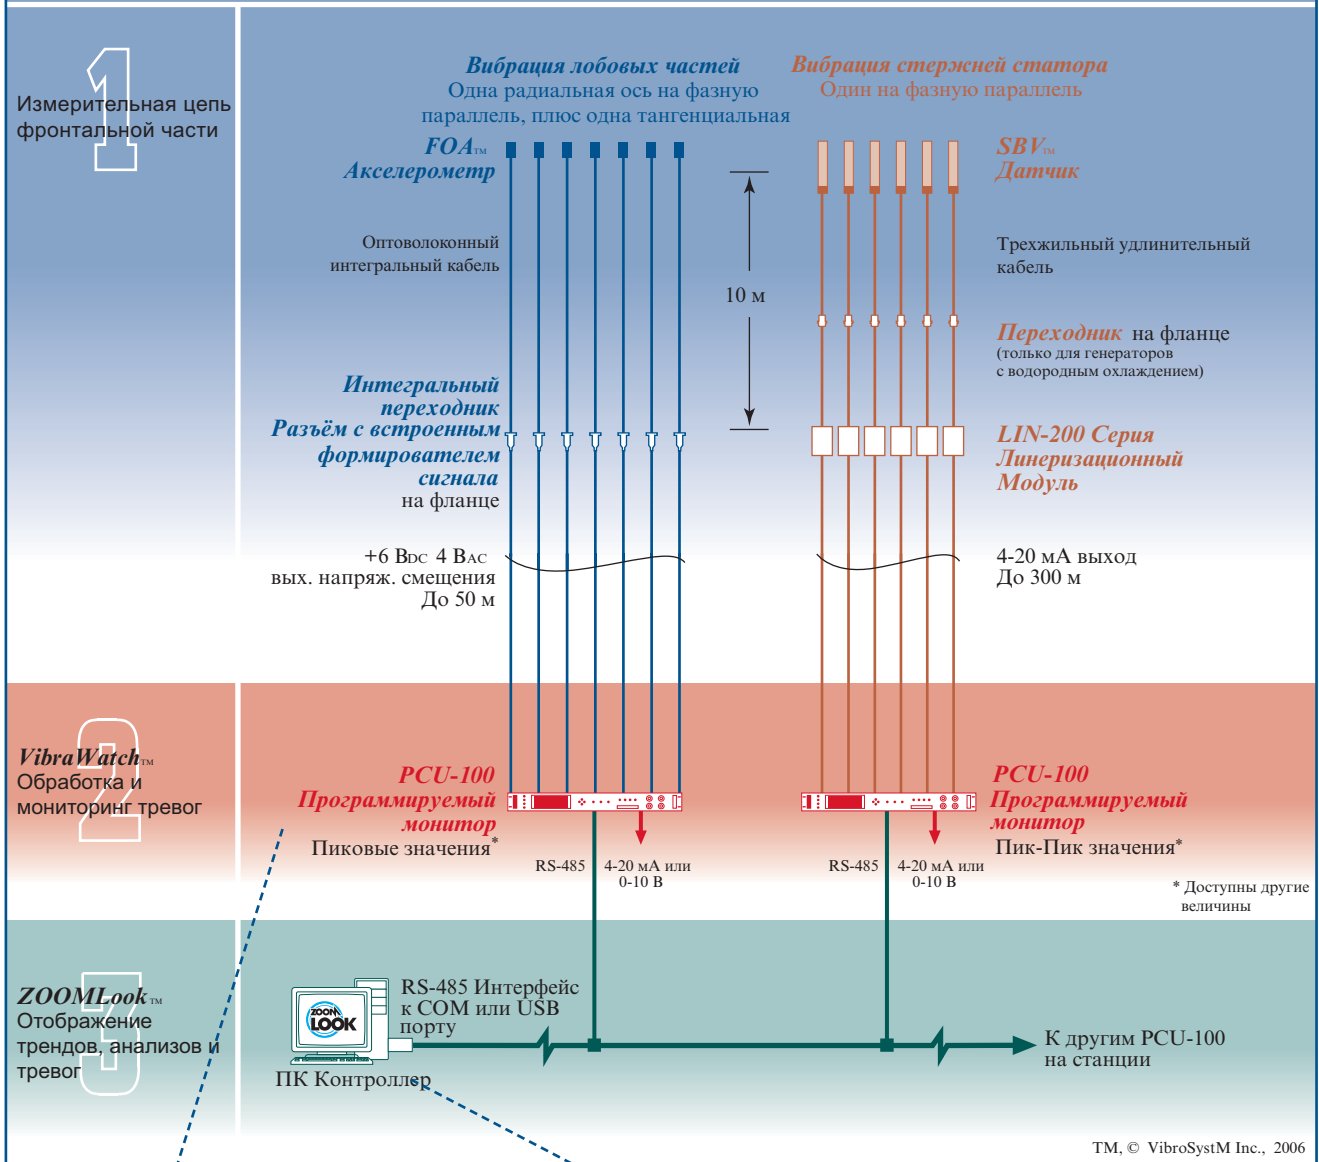 1
Измерительная цепь
фронтальной части
Вибрация лобовых частей
Одна радиальная ось на фазную
параллель, плюс одна тангенциальная
FOA™
Акселерометр
Оптоволоконный
интегральный кабель
Интегральный
переходник
Разъём с встроенным
формирователем
сигнала
на фланце
+6 BDC 4 BAC
вых. напряж. смещения
До 50 м
10 м
Вибрация стержней статора
Один на фазную параллель
SBV™
Датчик
Трехжильный удлинительный
кабель
Переходник на фланце
(только для генераторов
с водородным охлаждением)
LIN-200 Серия
Линеризационный
Модуль
4-20 мА выход
До 300 м
2
VibraWatch™
Обработка и
мониторинг тревог
PCU-100
Программируемый
монитор
Пиковые значения*
RS-485
4-20 мА или
0-10 В
PCU-100
Программируемый
монитор
Пик-Пик значения*
RS-485
4-20 мА или
0-10 В
* Доступны другие
величины
3
ZOOMLook™
Отображение
трендов, анализов и
тревог
ZOOM
LOOK
RS-485 Интерфейс
к COM или USB
порту
ПК Контроллер
К другим PCU-100
на станции
TM, © VibroSystM Inc., 2006